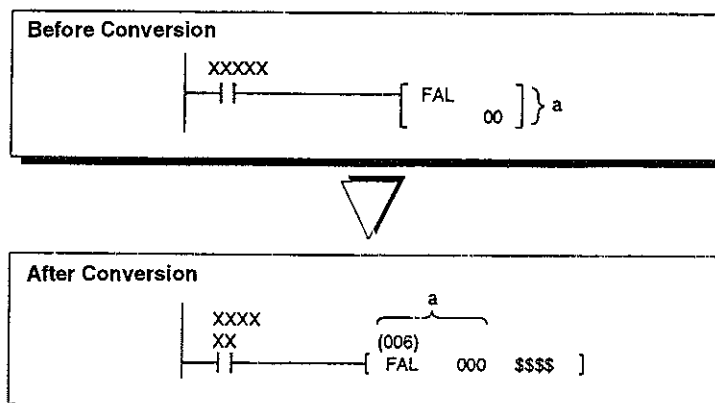 Before Conversion
XXXXX
FAL
00
a
After Conversion
a
XXXX
XX
(006)
FAL 000 $$$$